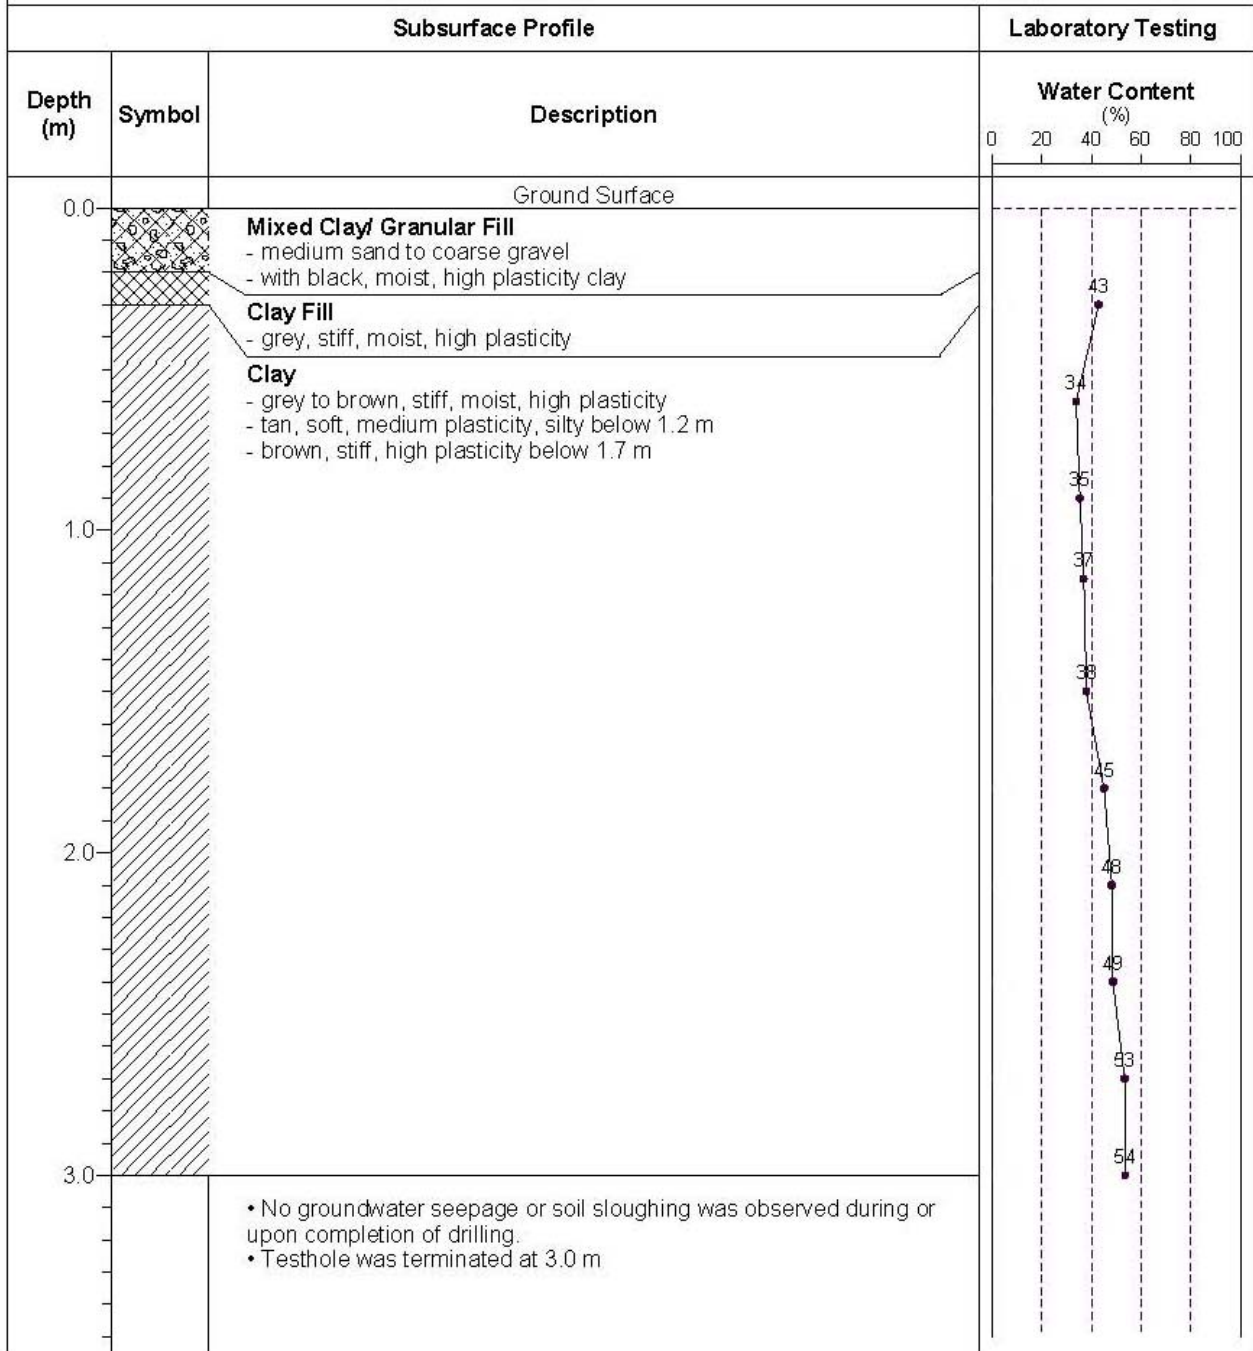 Subsurface Profile
Laboratory Testing
Depth
(m)
Symbol
Description
Water Content
(%)
0 20 40 60 80 100
Ground Surface
0.0
Mixed Clay/ Granular Fill
- medium sand to coarse gravel
- with black, moist, high plasticity clay
43
Clay Fill
- grey, stiff, moist, high plasticity
Clay
34
- grey to brown, stiff, moist, high plasticity
- tan, soft, medium plasticity, silty below 1.2 m
- brown, stiff, high plasticity below 1.7 m
35
1.0
37
38
45
2.0
48
49
53
54
3.0
• No groundwater seepage or soil sloughing was observed during or
upon completion of drilling.
• Testhole was terminated at 3.0 m